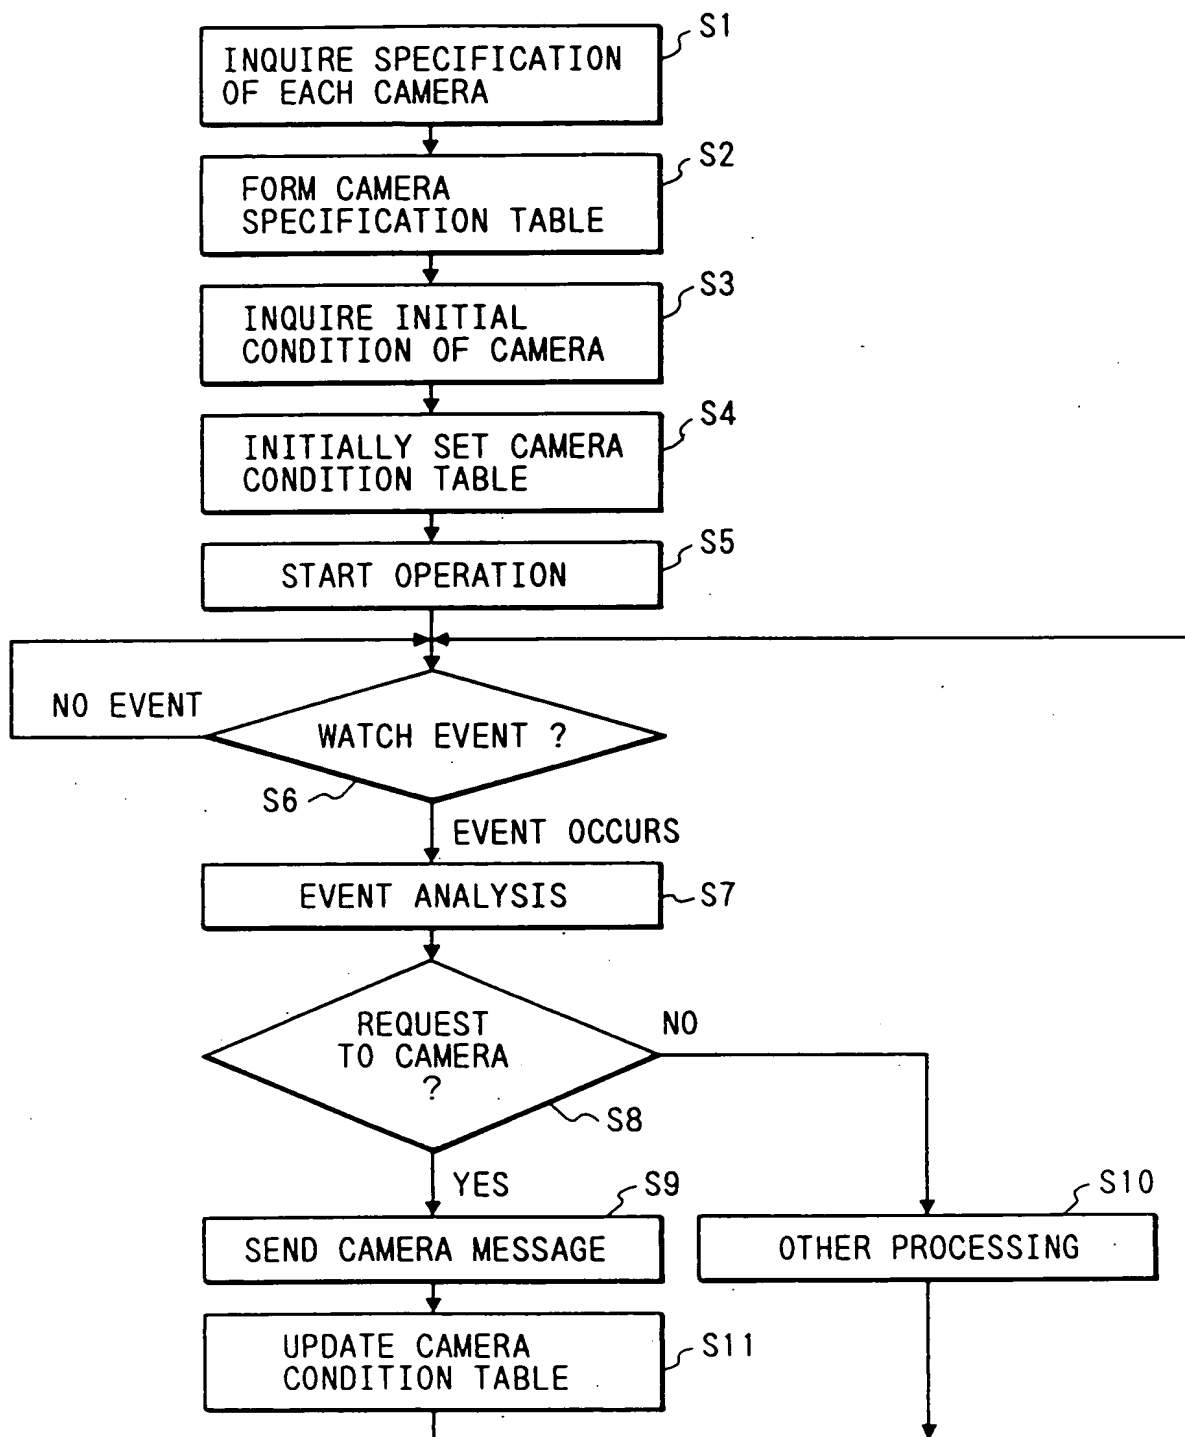 S1
INQUIRE SPECIFICATION
OF EACH CAMERA
S2
FORM CAMERA
SPECIFICATION TABLE
S3
INQUIRE INITIAL
CONDITION OF CAMERA
S4
INITIALLY SET CAMERA
CONDITION TABLE
S5
START OPERATION
NO EVENT
WATCH EVENT ?
S6
EVENT OCCURS
EVENT ANALYSIS
S7
REQUEST
TO CAMERA
?
NO
S8
YES
S9
S10
SEND CAMERA MESSAGE
OTHER PROCESSING
UPDATE CAMERA
CONDITION TABLE
S11